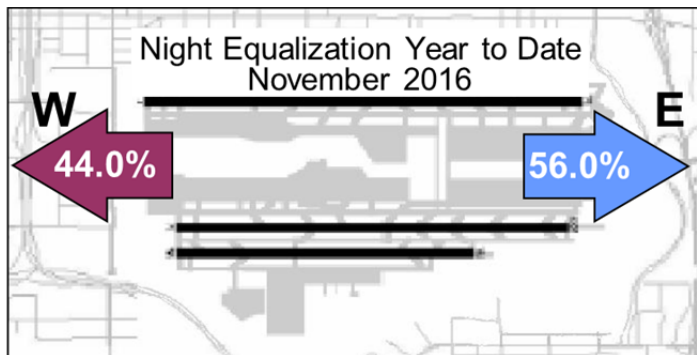 Night Equalization Year to Date
November 2016
W
E
44.0%
56.0%